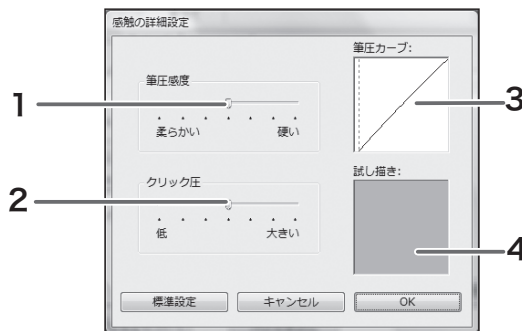 感触の詳細設定
筆圧カーブ:
筆圧感度
1
3
柔らかい 硬い
試し描き:
クリック圧
2
低 大きい
4
標準設定 キャンセル OK